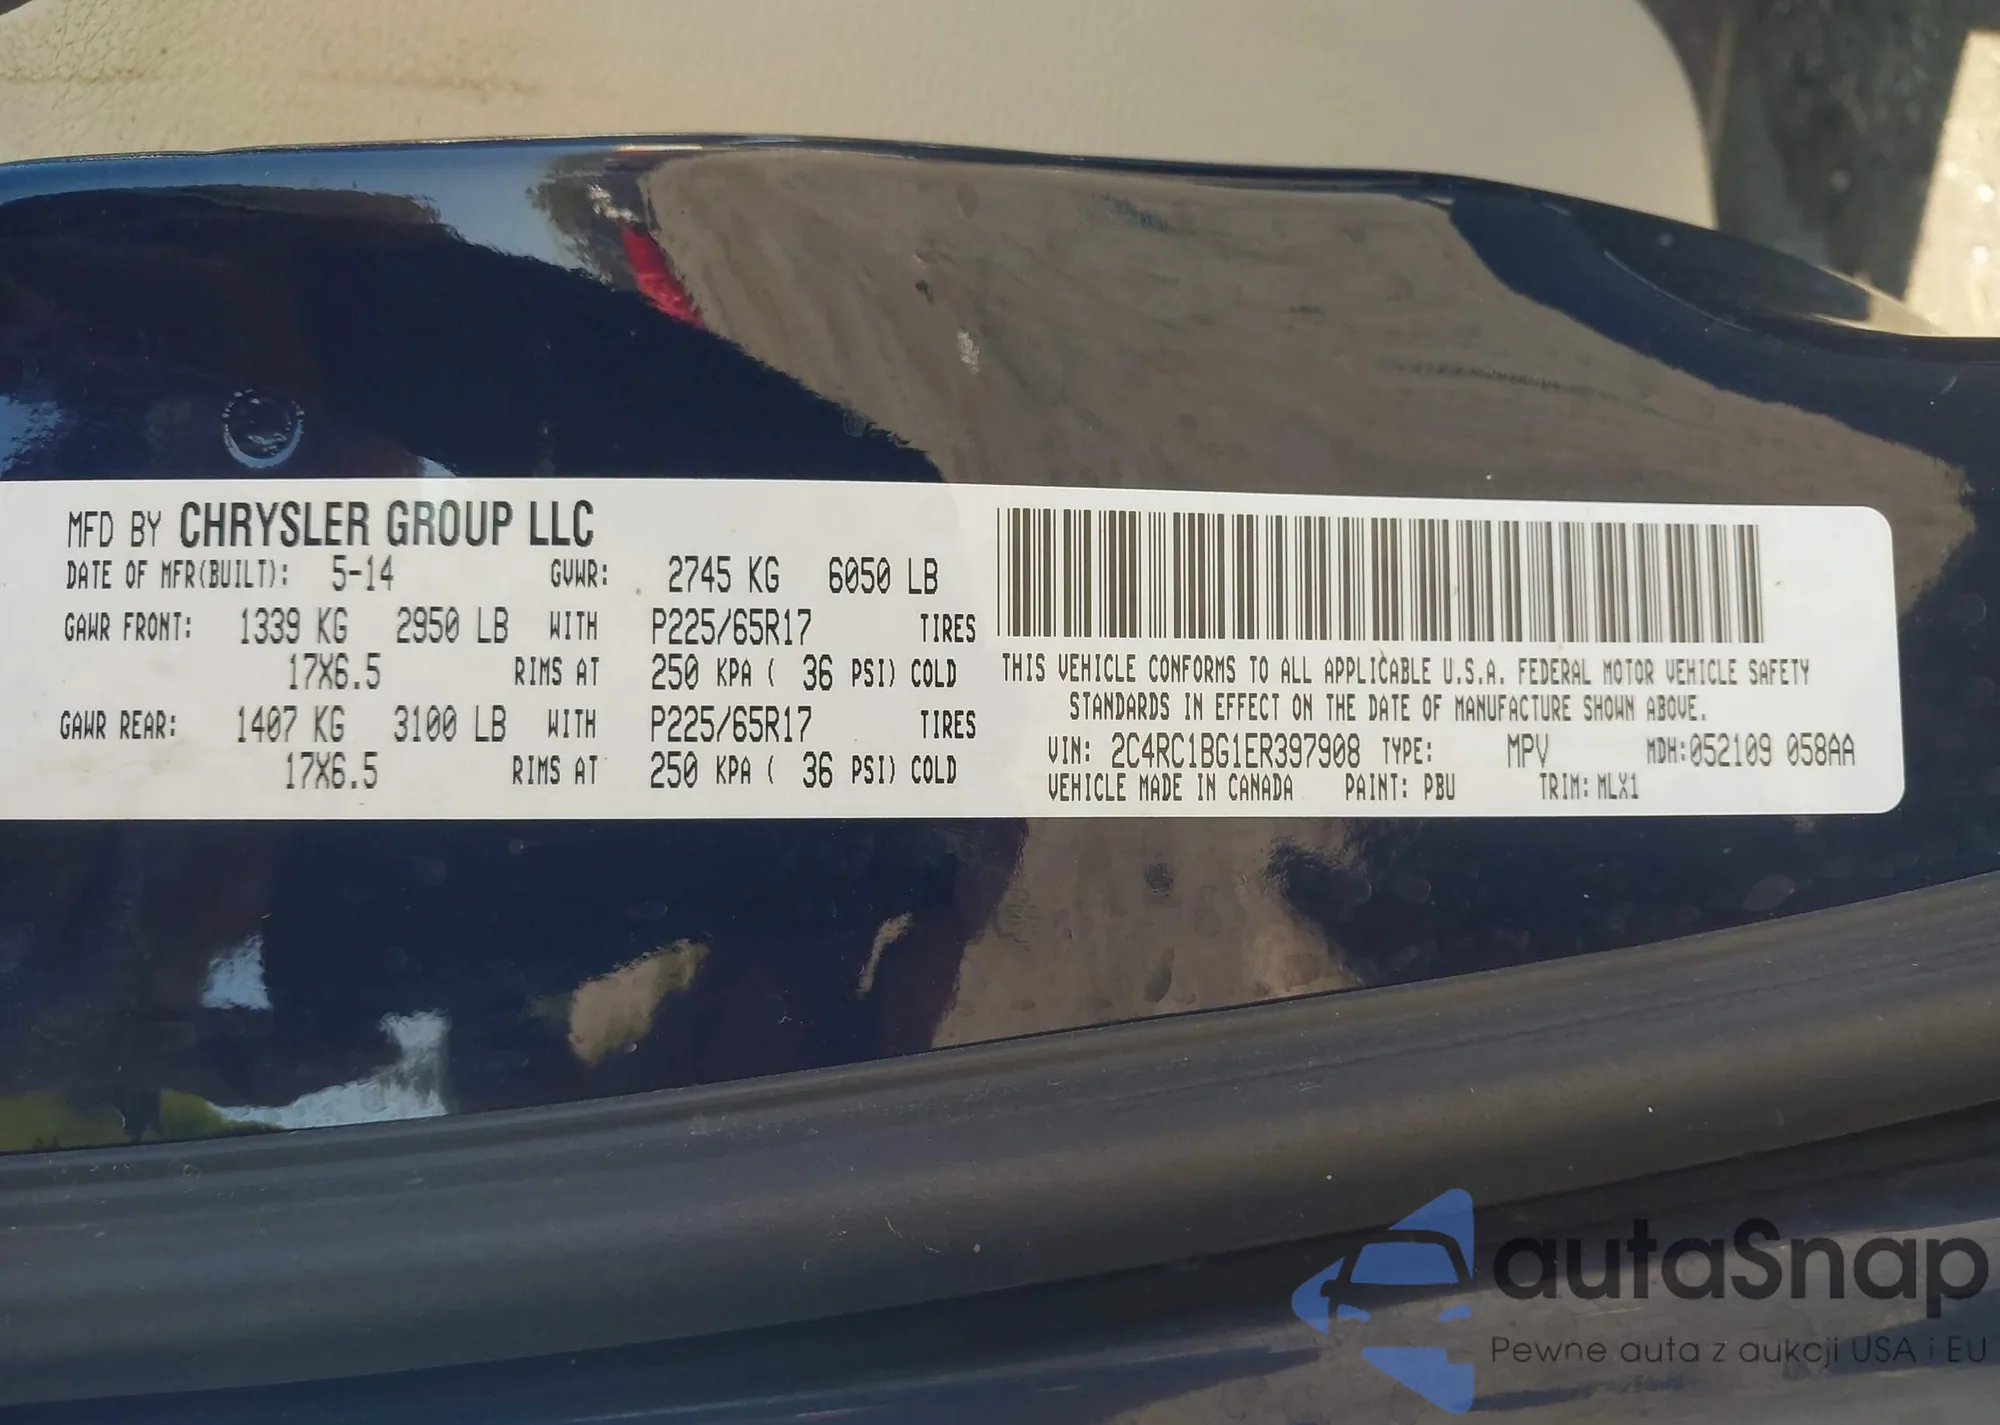 MFD BY CHRYSLER GROUP LLC
DATE OF MFR(BUILT): 5-14 GVWR: 2745 KG 6050 LB
GAWR FRONT: 1339 KG 2950 LB WITH P225/65R17 TIRES
17X6.5 RIMS AT 250 KPA ( 36 PSI) COLD
GAWR REAR: 1407 KG 3100 LB WITH P225/65R17 TIRES
17X6.5 RIMS AT 250 KPA ( 36 PSI) COLD
THIS VEHICLE CONFORMS TO ALL APPLICABLE U.S.A. FEDERAL MOTOR VEHICLE SAFETY
STANDARDS IN EFFECT ON THE DATE OF MANUFACTURE SHOWN ABOVE.
VIN: 2C4RC1BG1ER397908 TYPE: MPV MDH:052109 058AA
VEHICLE MADE IN CANADA PAINT: PBU TRIM: MLX1
autaSnap
Pewne auta z aukcji USA i EU